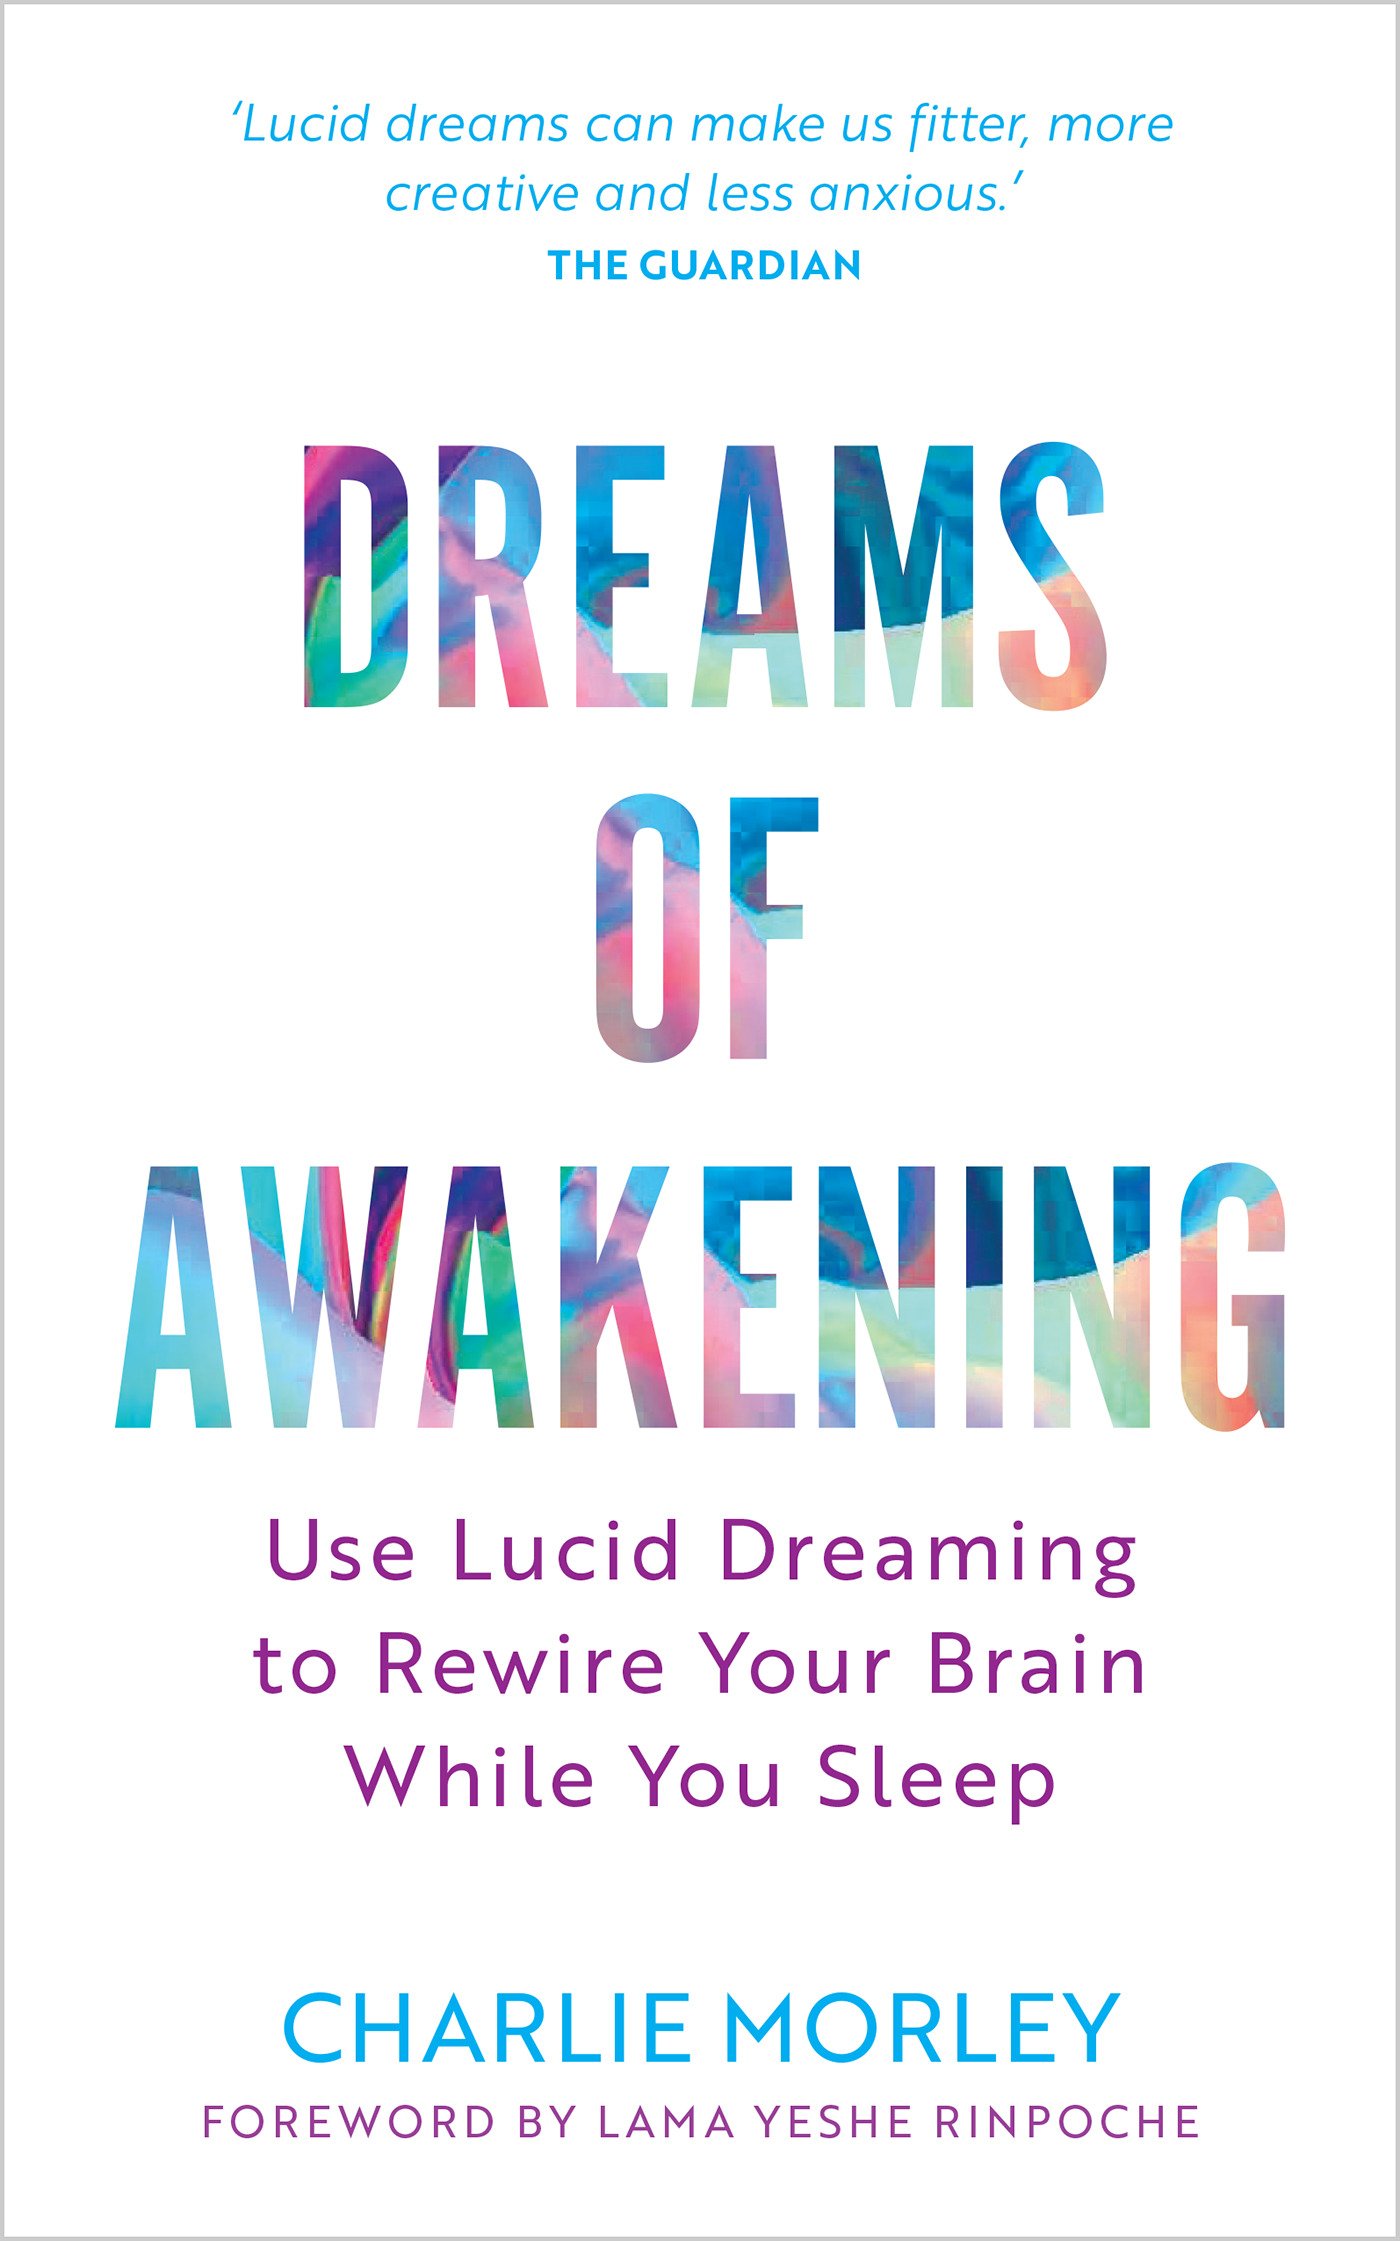 ‘Lucid dreams can make us fitter, more
creative and less anxious.’
THE GUARDIAN
DREAMS
OF
AWAKENING
Use Lucid Dreaming
to Rewire Your Brain
While You Sleep
CHARLIE MORLEY
FOREWORD BY LAMA YESHE RINPOCHE